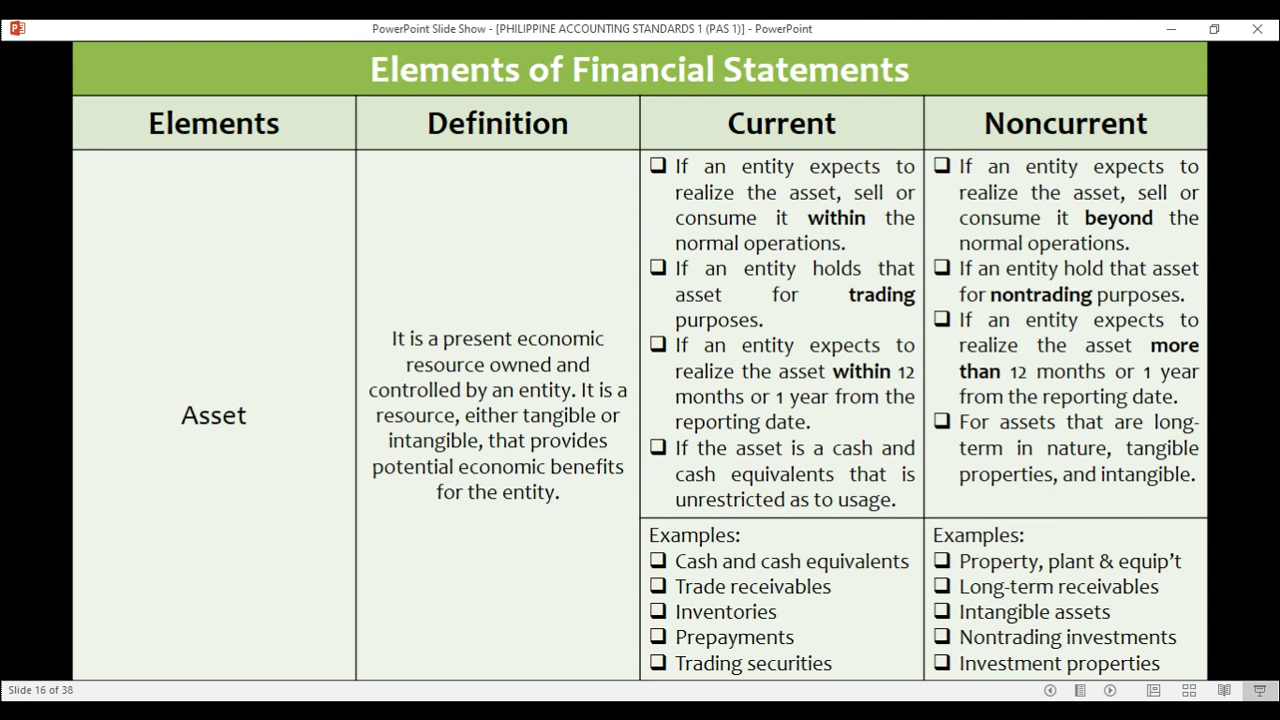 PowerPoint Slide Show - [PHILIPPINE ACCOUNTING STANDARDS 1 (PAS 1)] - PowerPoint
Elements of Financial Statements
Elements
Definition
Current
Noncurrent
Asset
It is a present economic
resource owned and
controlled by an entity. It is a
resource, either tangible or
intangible, that provides
potential economic benefits
for the entity.
❑ If an entity expects to
realize the asset, sell or
consume it within the
normal operations.
❑ If an entity holds that
asset for trading
purposes.
❑ If an entity expects to
realize the asset within 12
months or 1 year from the
reporting date.
❑ If the asset is a cash and
cash equivalents that is
unrestricted as to usage.
❑ If an entity expects to
realize the asset, sell or
consume it beyond the
normal operations.
❑ If an entity hold that asset
for nontrading purposes.
❑ If an entity expects to
realize the asset more
than 12 months or 1 year
from the reporting date.
❑ For assets that are long-
term in nature, tangible
properties, and intangible.
Examples:
❑ Cash and cash equivalents
❑ Trade receivables
❑ Inventories
❑ Prepayments
❑ Trading securities
Examples:
❑ Property, plant & equip’t
❑ Long-term receivables
❑ Intangible assets
❑ Nontrading investments
❑ Investment properties
Slide 16 of 38